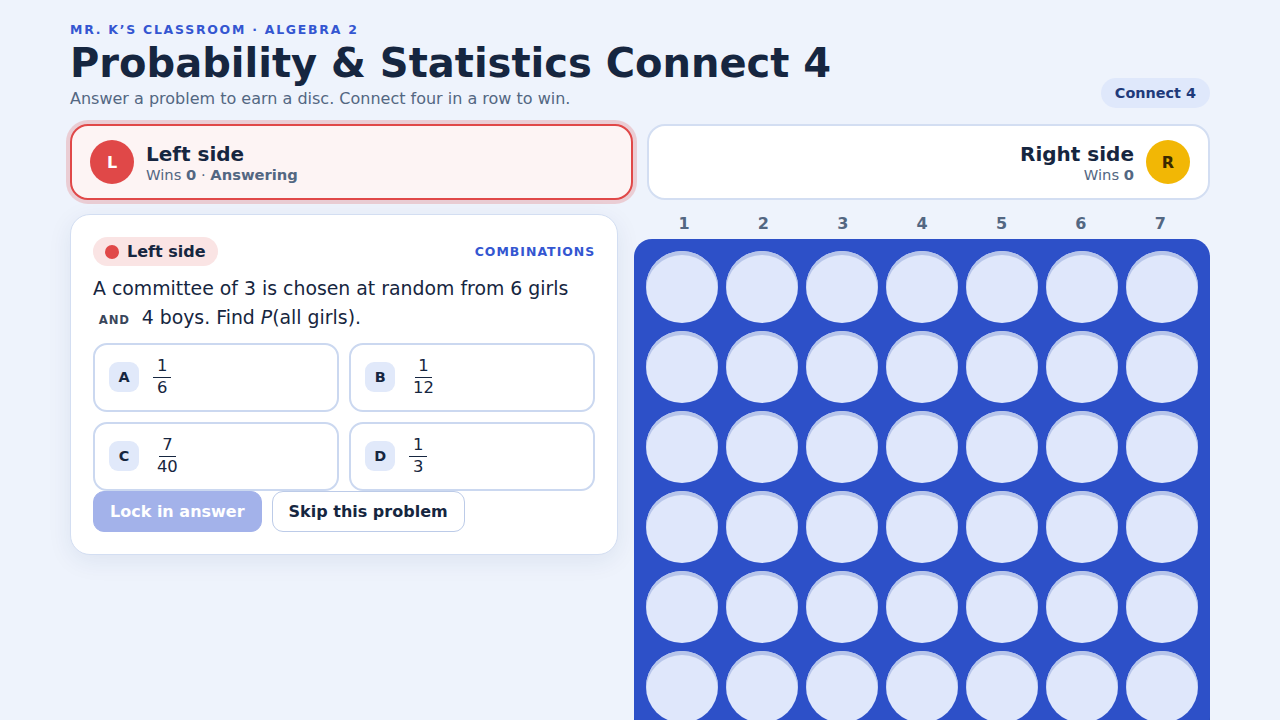 MR. K’S CLASSROOM · ALGEBRA 2
Probability & Statistics Connect 4
Answer a problem to earn a disc. Connect four in a row to win.
Connect 4
L
Left side
Wins 0 · Answering
Right side
Wins 0
R
Left side
COMBINATIONS
A committee of 3 is chosen at random from 6 girls
AND 4 boys. Find P(all girls).
A 1/6
B 1/12
C 7/40
D 1/3
Lock in answer
Skip this problem
1 2 3 4 5 6 7